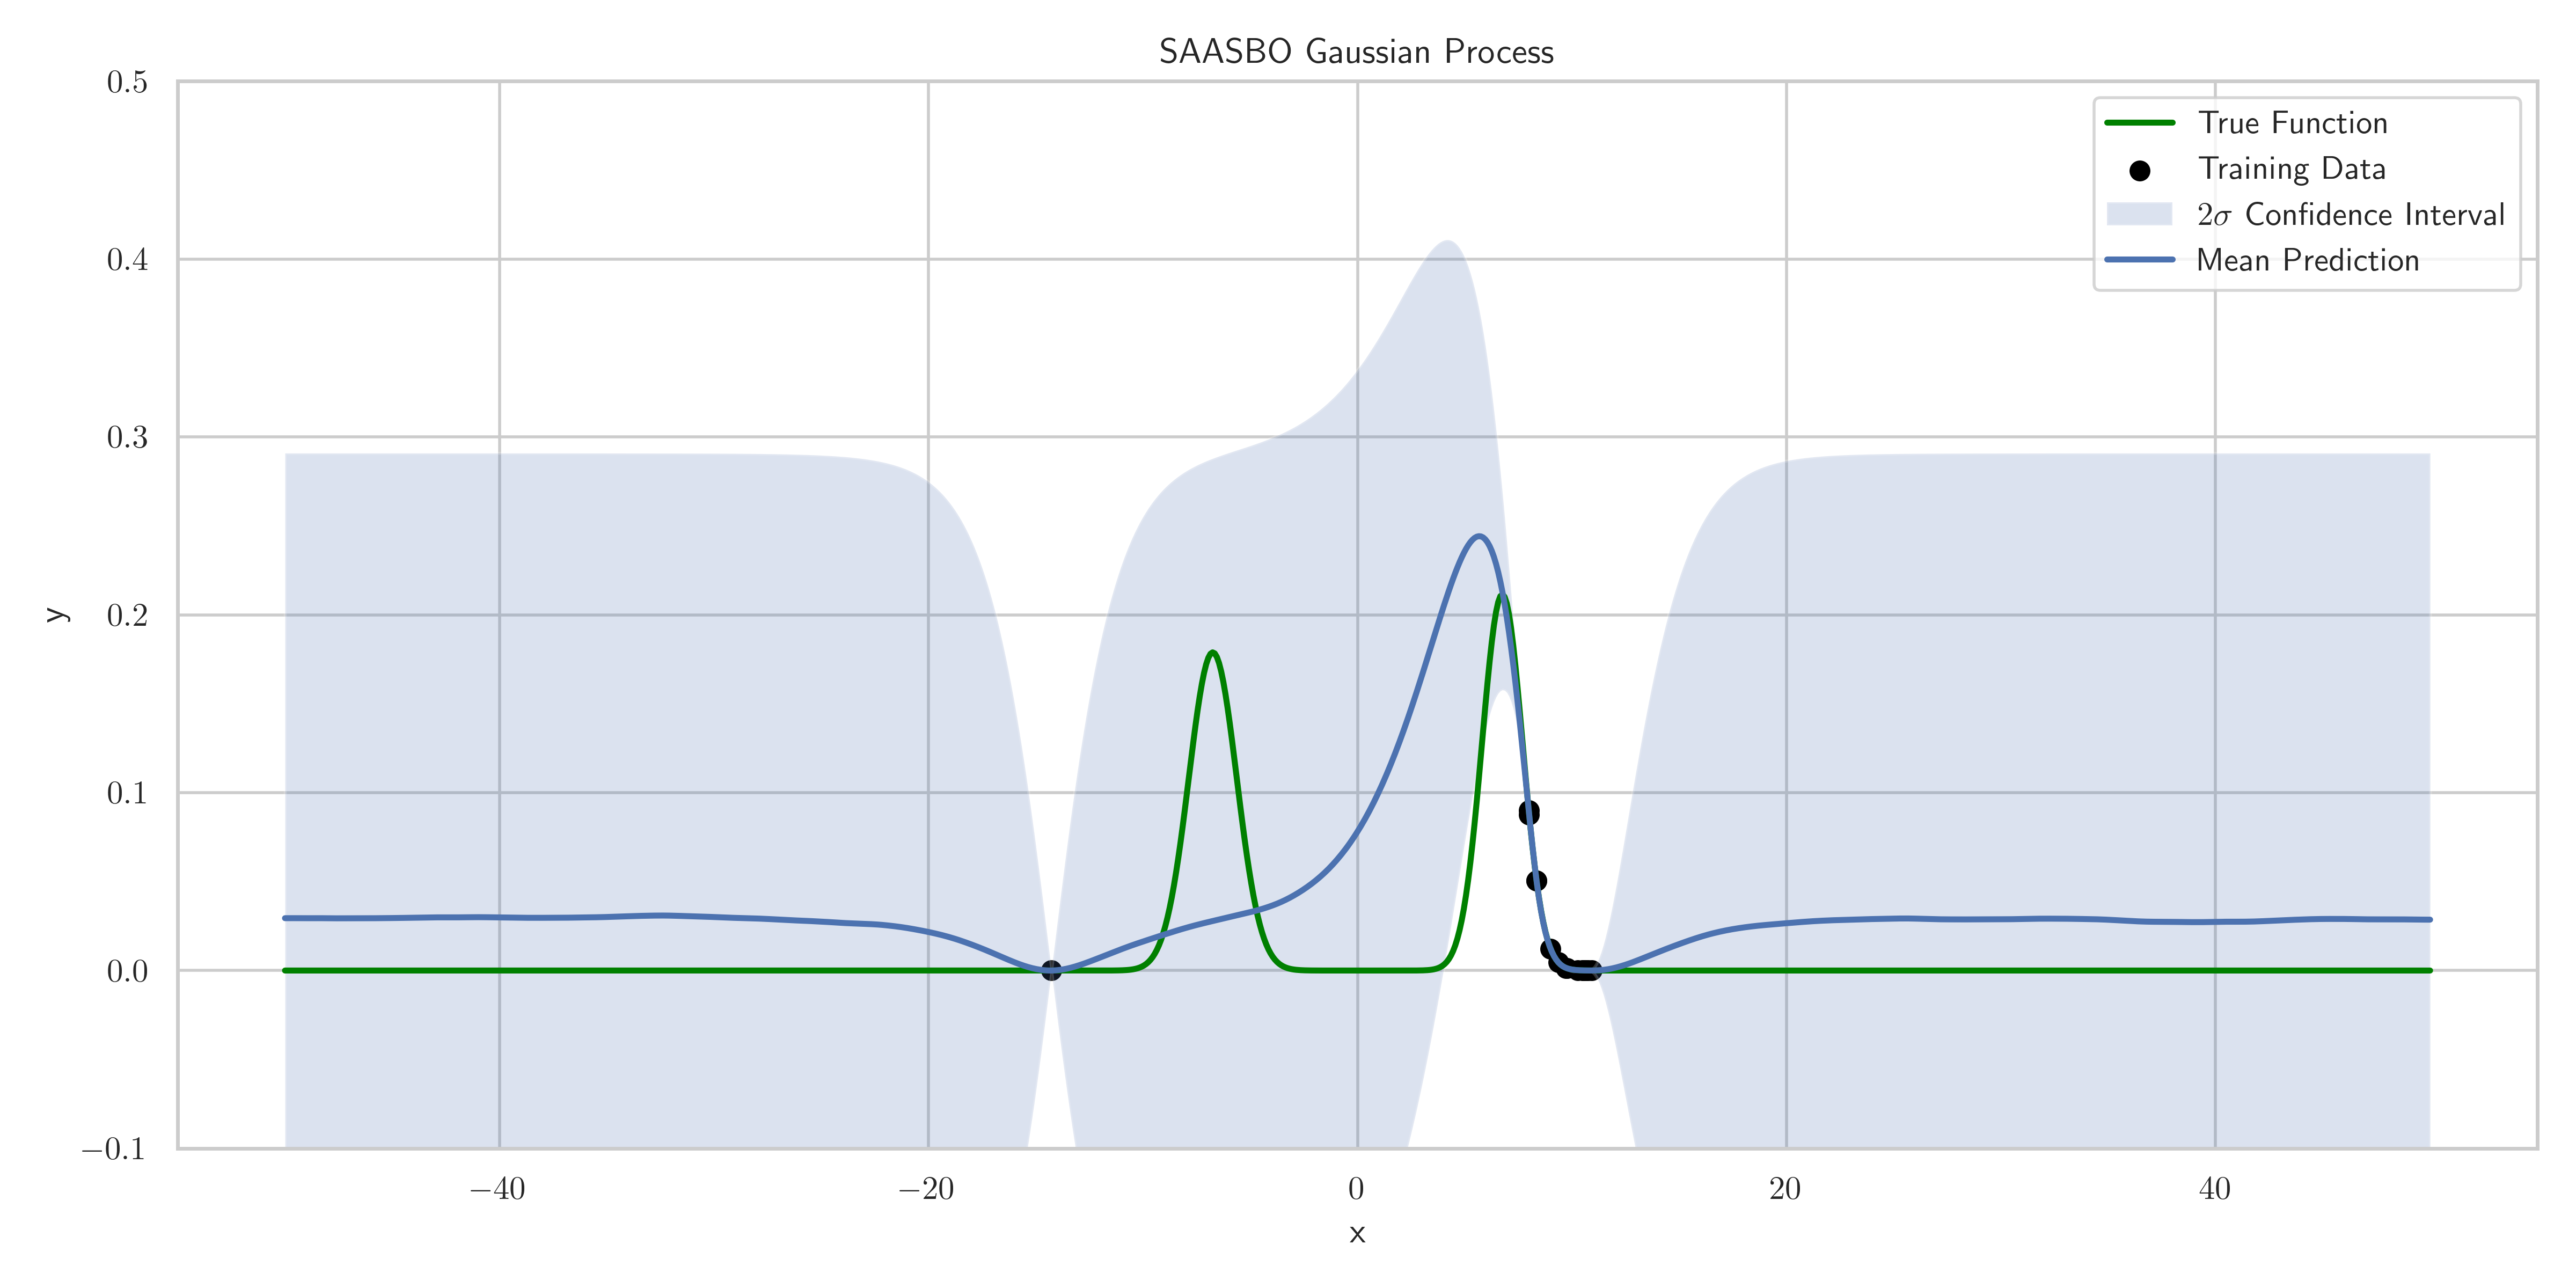 SAASBO Gaussian Process
0.5
0.4
0.3
0.2
0.1
0.0
−0.1
y
True Function
Training Data
2σ Confidence Interval
Mean Prediction
−40
−20
0
20
40
x